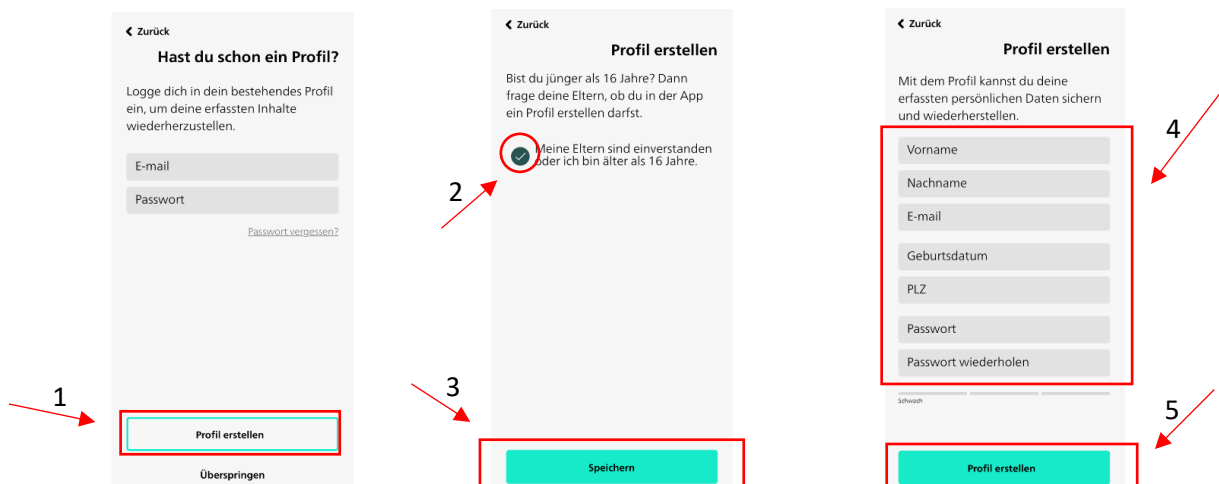 Zurück
Hast du schon ein Profil?
Logge dich in dein bestehendes Profil
ein, um deine erfassten Inhalte
wiederherzustellen.
E-mail
Passwort
Passwort vergessen?
1
Profil erstellen
Überspringen
Zurück
Profil erstellen
Bist du jünger als 16 Jahre? Dann
frage deine Eltern, ob du in der App
ein Profil erstellen darfst.
Meine Eltern sind einverstanden
oder ich bin älter als 16 Jahre.
2
3
Speichern
Zurück
Profil erstellen
Mit dem Profil kannst du deine
erfassten persönlichen Daten sichern
und wiederherstellen.
4
Vorname
Nachname
E-mail
Geburtsdatum
PLZ
Passwort
Passwort wiederholen
Schwach
5
Profil erstellen